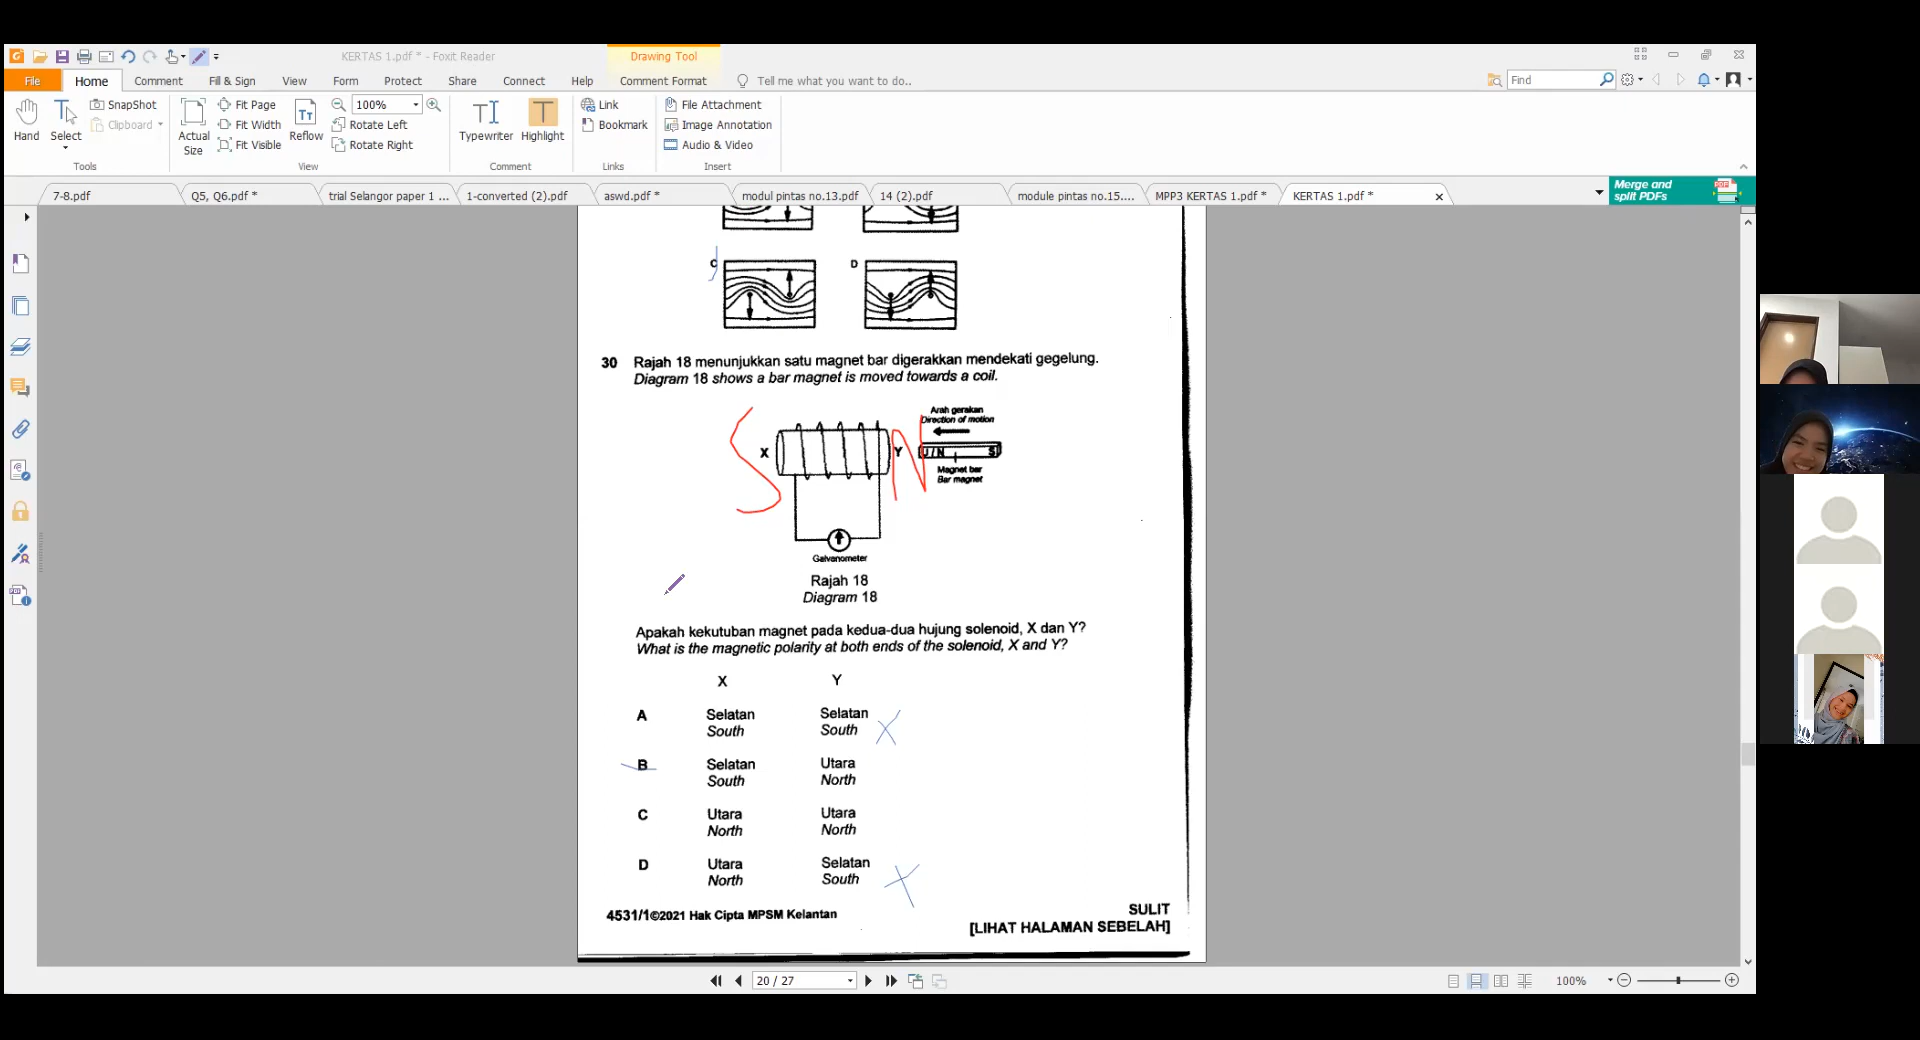 KERTAS 1.pdf * - Foxit Reader
Drawing Tool
File
Home
Comment
Fill & Sign
View
Form
Protect
Share
Connect
Help
Comment Format
Tell me what you want to do..
Find
Hand
Select
SnapShot
Clipboard
Tools
Actual Size
Fit Page
Fit Width
Fit Visible
Reflow
100%
Rotate Left
Rotate Right
View
Typewriter
Highlight
Comment
Link
Bookmark
Links
File Attachment
Image Annotation
Audio & Video
Insert
7-8.pdf
Q5, Q6.pdf *
trial Selangor paper 1 ...
1-converted (2).pdf
aswd.pdf *
modul pintas no.13.pdf
14 (2).pdf
module pintas no.15....
MPP3 KERTAS 1.pdf *
KERTAS 1.pdf *
Merge and
split PDFs
C
D
30 Rajah 18 menunjukkan satu magnet bar digerakkan mendekati gegelung.
Diagram 18 shows a bar magnet is moved towards a coil.
Arah gerakan
Direction of motion
S
X
Y
N
U / N
S
Magnet bar
Bar magnet
Galvanometer
Rajah 18
Diagram 18
Apakah kekutuban magnet pada kedua-dua hujung solenoid, X dan Y?
What is the magnetic polarity at both ends of the solenoid, X and Y?
X Y
A Selatan Selatan
South South
B Selatan Utara
South North
C Utara Utara
North North
D Utara Selatan
North South
4531/1©2021 Hak Cipta MPSM Kelantan
SULIT
[LIHAT HALAMAN SEBELAH]
20 / 27
100%